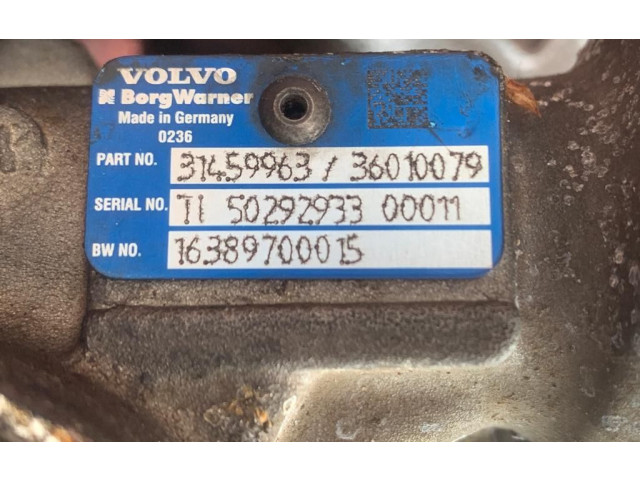 VOLVO
BorgWarner
Made in Germany
0236
PART NO. 31459963 / 36010079
SERIAL NO. TI 50292933 00011
BW NO. 16389700015